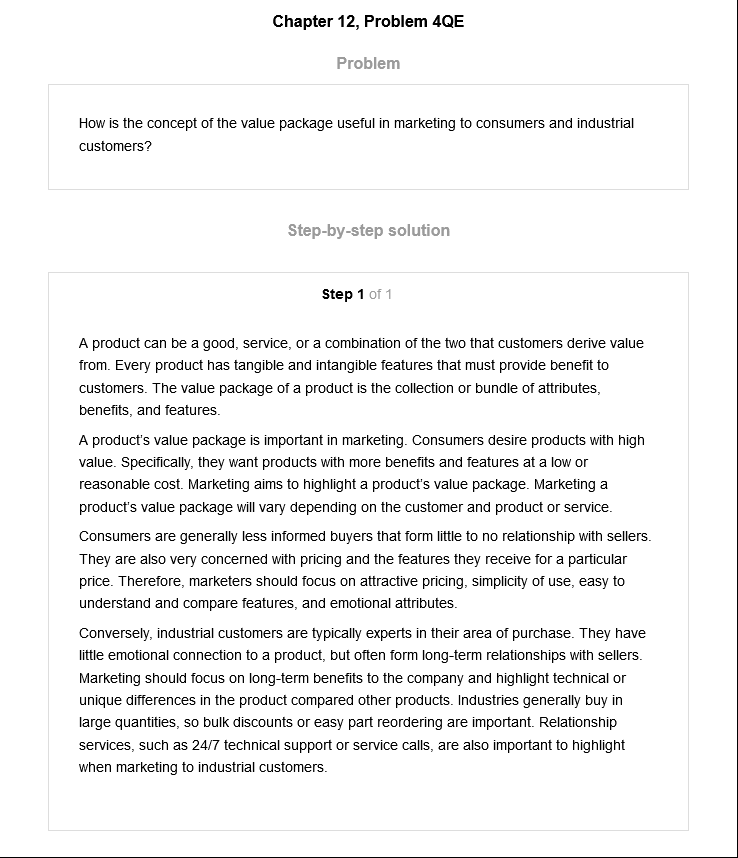 Chapter 12, Problem 4QE
Problem
How is the concept of the value package useful in marketing to consumers and industrial
customers?
Step-by-step solution
Step 1 of 1
A product can be a good, service, or a combination of the two that customers derive value
from. Every product has tangible and intangible features that must provide benefit to
customers. The value package of a product is the collection or bundle of attributes,
benefits, and features.
A product's value package is important in marketing. Consumers desire products with high
value. Specifically, they want products with more benefits and features at a low or
reasonable cost. Marketing aims to highlight a product's value package. Marketing a
product's value package will vary depending on the customer and product or service.
Consumers are generally less informed buyers that form little to no relationship with sellers.
They are also very concerned with pricing and the features they receive for a particular
price. Therefore, marketers should focus on attractive pricing, simplicity of use, easy to
understand and compare features, and emotional attributes.
Conversely, industrial customers are typically experts in their area of purchase. They have
little emotional connection to a product, but often form long-term relationships with sellers.
Marketing should focus on long-term benefits to the company and highlight technical or
unique differences in the product compared other products. Industries generally buy in
large quantities, so bulk discounts or easy part reordering are important. Relationship
services, such as 24/7 technical support or service calls, are also important to highlight
when marketing to industrial customers.